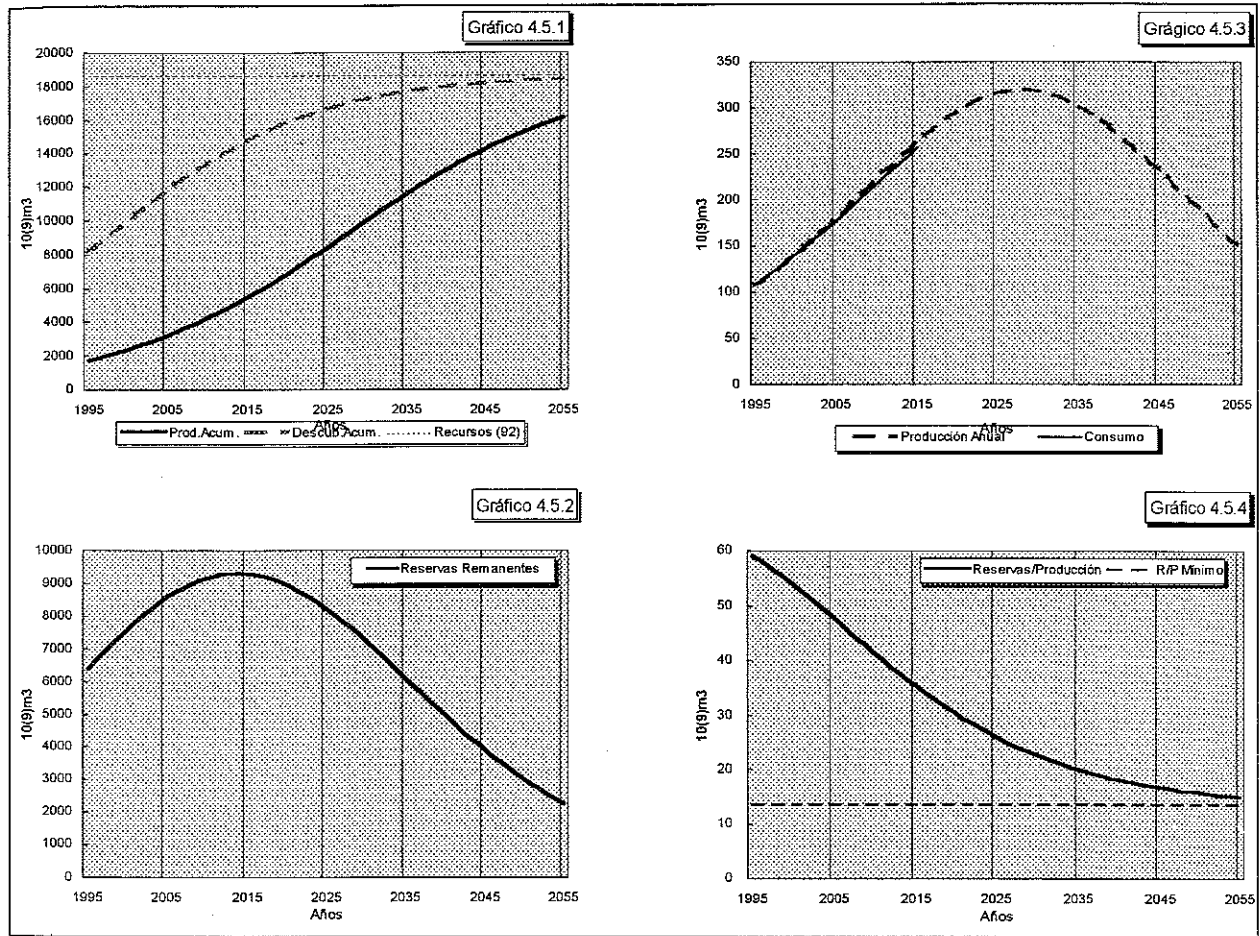 Gráfico 4.5.1
20000
18000
16000
14000
12000
10000
8000
6000
4000
2000
0
10(9)m3
1995 2005 2015 2025 2035 2045 2055
Años
Prod.Acum. Descub.Acum. Recursos (92)
Grágico 4.5.3
350
300
250
200
150
100
50
0
10(9)m3
1995 2005 2015 2025 2035 2045 2055
Años
Producción Anual Consumo
Gráfico 4.5.2
10000
9000
8000
7000
6000
5000
4000
3000
2000
1000
0
10(9)m3
Reservas Remanentes
1995 2005 2015 2025 2035 2045 2055
Años
Gráfico 4.5.4
60
50
40
30
20
10
0
10(9)m3
Reservas/Producción R/P Mínimo
1995 2005 2015 2025 2035 2045 2055
Años